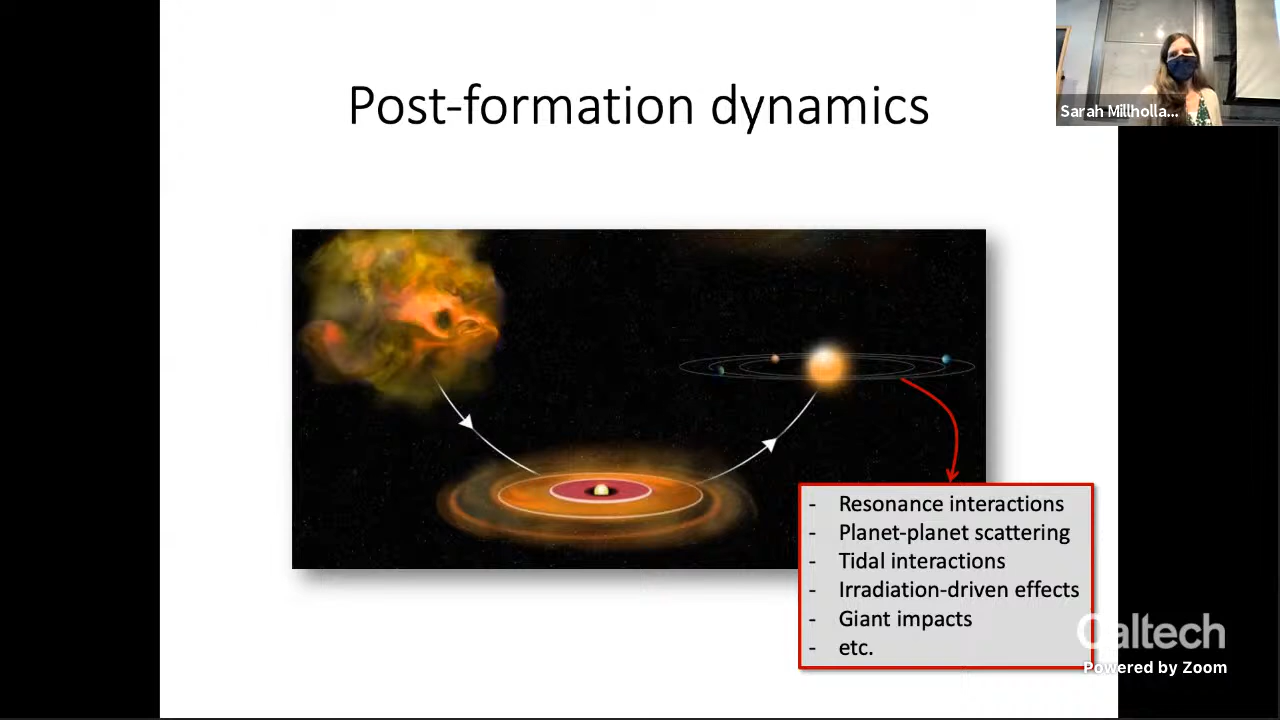 Sarah Millholla...
Post-formation dynamics
- Resonance interactions
- Planet-planet scattering
- Tidal interactions
- Irradiation-driven effects
- Giant impacts
- etc.
Caltech
Powered by Zoom